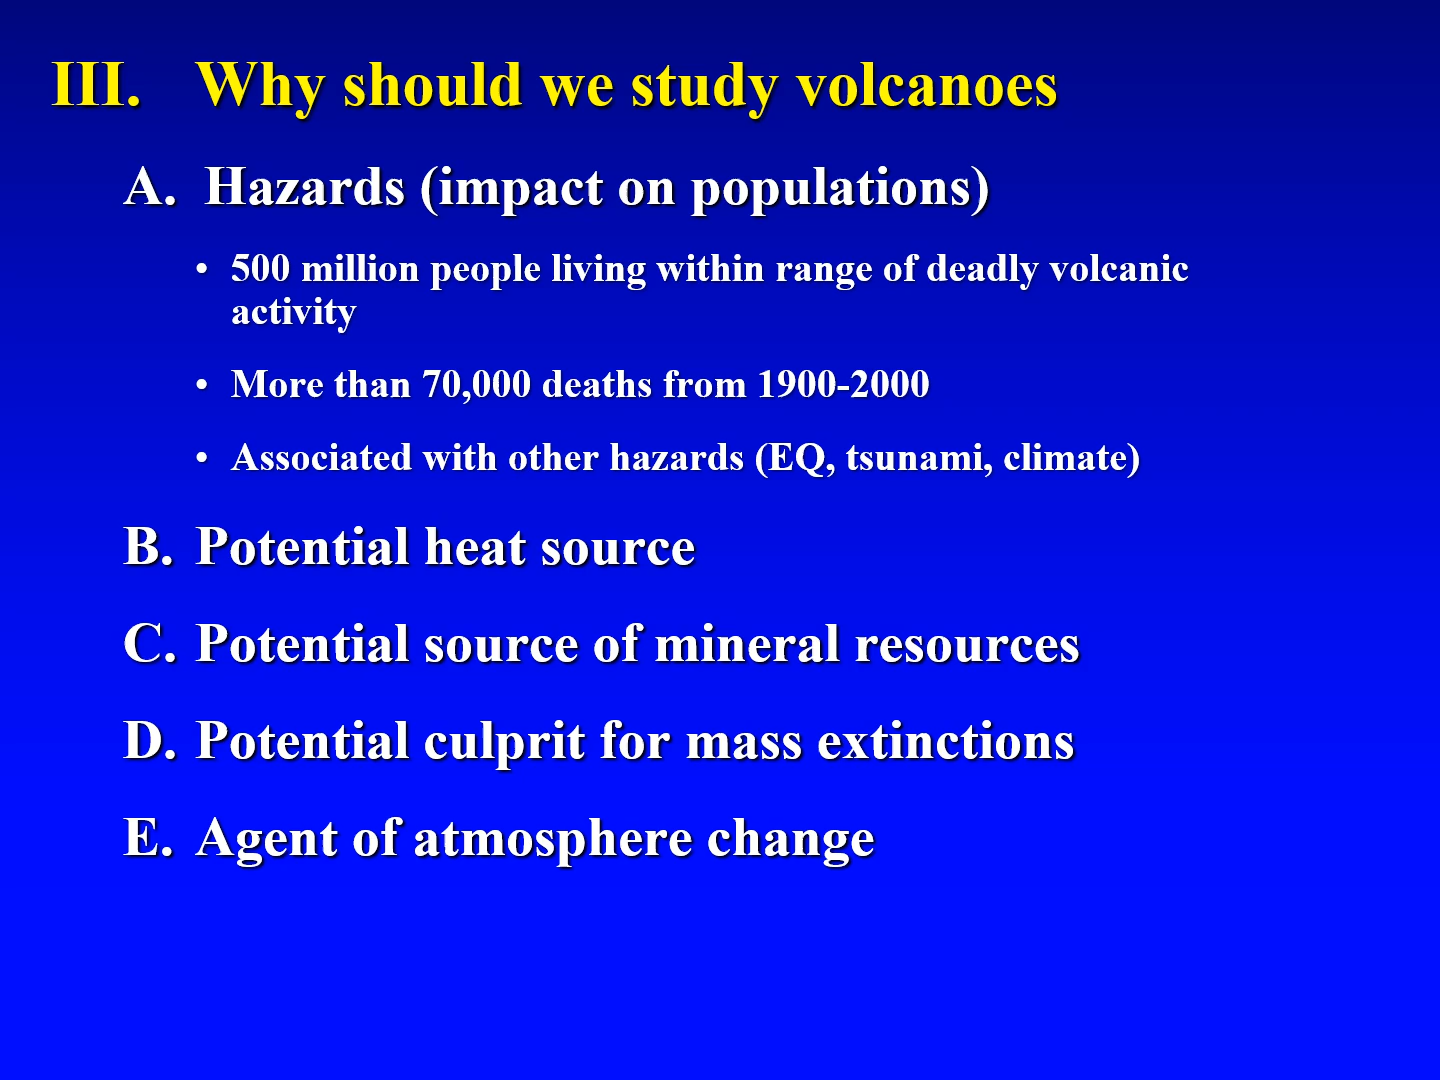 III. Why should we study volcanoes
A. Hazards (impact on populations)
• 500 million people living within range of deadly volcanic
activity
• More than 70,000 deaths from 1900-2000
• Associated with other hazards (EQ, tsunami, climate)
B. Potential heat source
C. Potential source of mineral resources
D. Potential culprit for mass extinctions
E. Agent of atmosphere change